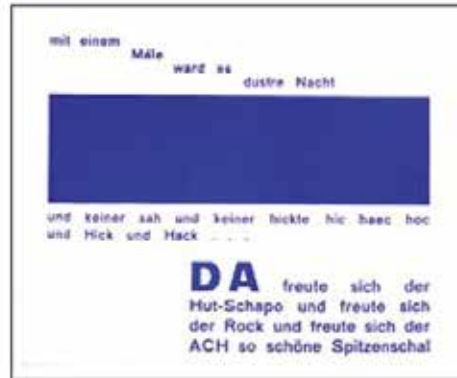 mit einem
Male
ward es
dustre Nacht
und keiner sah und keiner hickte hic haec hoc
und Hick und Hack . . .
DA freute sich der
Hut-Schapo und freute sich
der Rock und freute sich der
ACH so schöne Spitzenschal